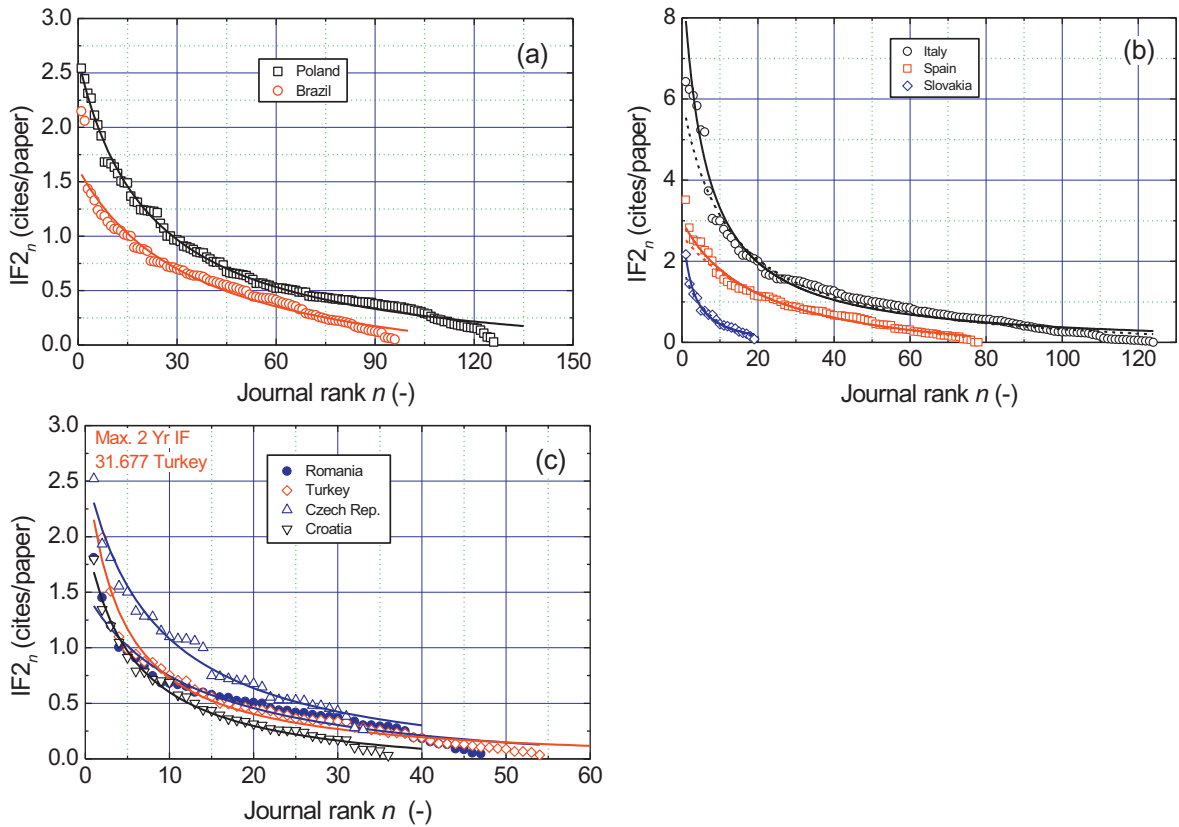 (a)
Poland
Brazil
3.0
2.5
2.0
1.5
1.0
0.5
0.0
0 30 60 90 120 150
IF2n (cites/paper)
Journal rank n (-)
(b)
Italy
Spain
Slovakia
8
6
4
2
0
0 20 40 60 80 100 120
IF2n (cites/paper)
Journal rank n (-)
(c)
Max. 2 Yr IF
31.677 Turkey
Romania
Turkey
Czech Rep.
Croatia
3.0
2.5
2.0
1.5
1.0
0.5
0.0
0 10 20 30 40 50 60
IF2n (cites/paper)
Journal rank n (-)